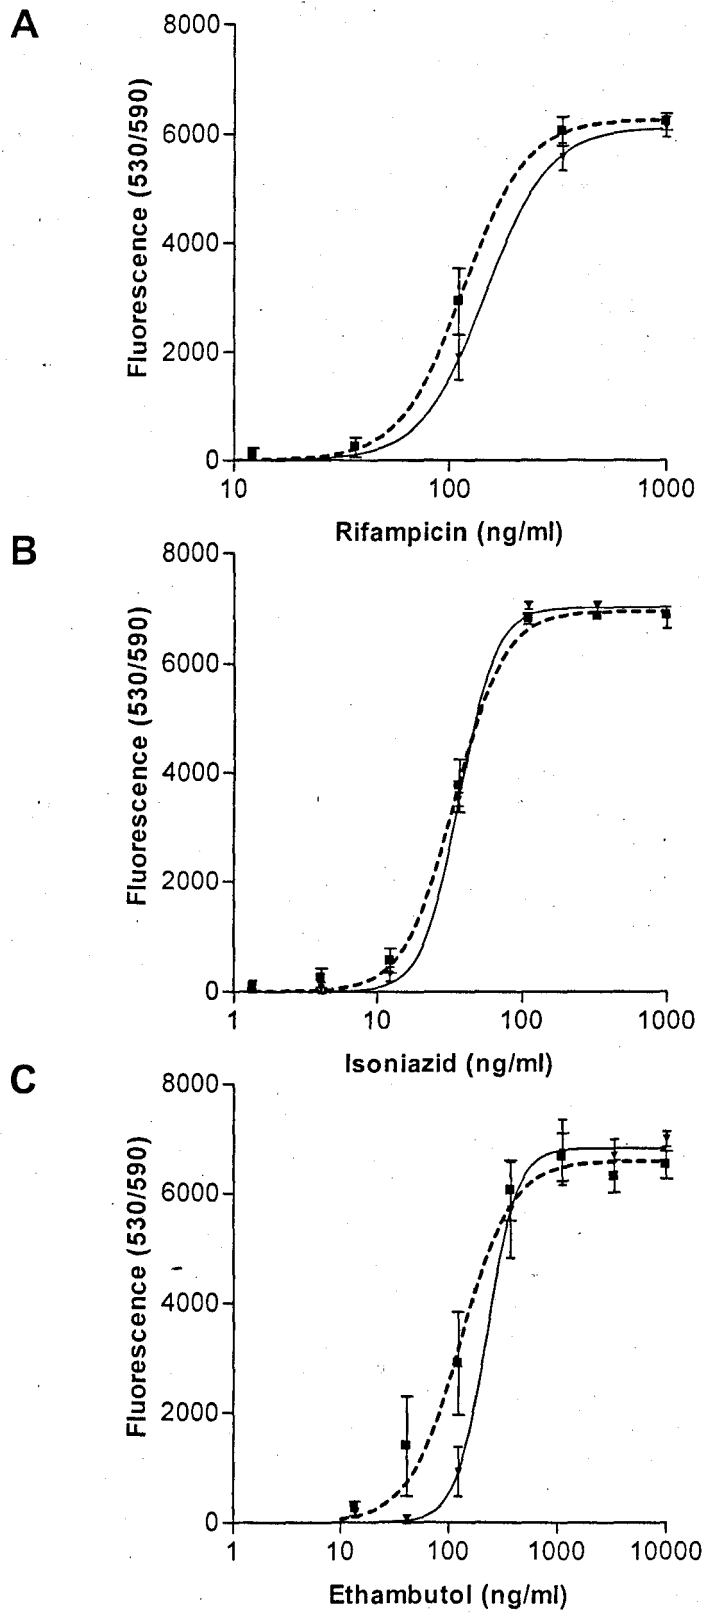 A
8000
6000
4000
2000
0
Fluorescence (530/590)
10 100 1000
Rifampicin (ng/ml)
B
8000
6000
4000
2000
0
Fluorescence (530/590)
1 10 100 1000
Isoniazid (ng/ml)
C
8000
6000
4000
2000
0
Fluorescence (530/590)
1 10 100 1000 10000
Ethambutol (ng/ml)